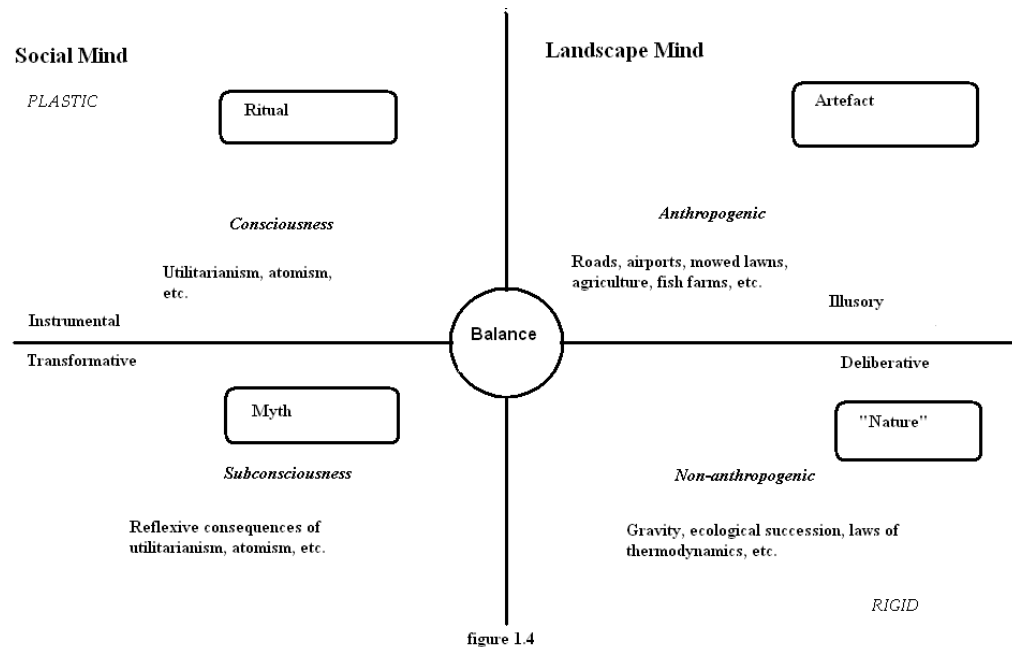 Social Mind
Landscape Mind
PLASTIC
Ritual
Artefact
Consciousness
Anthropogenic
Utilitarianism, atomism,
etc.
Roads, airports, mowed lawns,
agriculture, fish farms, etc.
Illusory
Instrumental
Balance
Transformative
Deliberative
Myth
"Nature"
Subconsciousness
Non-anthropogenic
Reflexive consequences of
utilitarianism, atomism, etc.
Gravity, ecological succession, laws of
thermodynamics, etc.
RIGID
figure 1.4